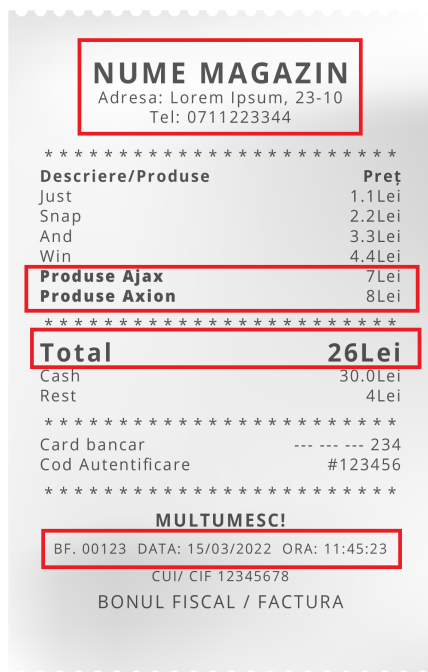 NUME MAGAZIN
Adresa: Lorem Ipsum, 23-10
Tel: 0711223344
* * * * * * * * * * * * * * * * * * * * * * * *
Descriere/Produse Preț
Just 1.1Lei
Snap 2.2Lei
And 3.3Lei
Win 4.4Lei
Produse Ajax 7Lei
Produse Axion 8Lei
* * * * * * * * * * * * * * * * * * * * * * * *
Total 26Lei
Cash 30.0Lei
Rest 4Lei
* * * * * * * * * * * * * * * * * * * * * * * *
Card bancar --- --- --- 234
Cod Autentificare #123456
* * * * * * * * * * * * * * * * * * * * * * * *
MULTUMESC!
BF. 00123 DATA: 15/03/2022 ORA: 11:45:23
CUI/ CIF 12345678
BONUL FISCAL / FACTURA